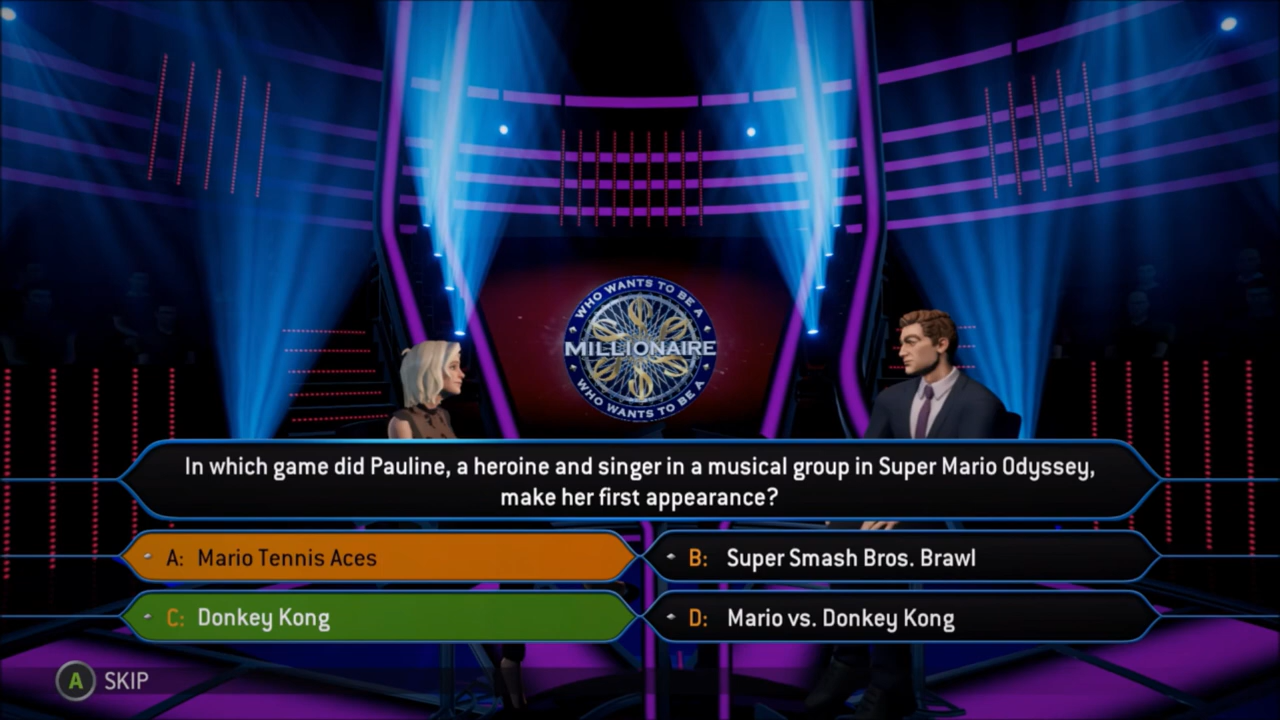 WHO WANTS TO BE A
MILLIONAIRE
WHO WANTS TO BE A
In which game did Pauline, a heroine and singer in a musical group in Super Mario Odyssey,
make her first appearance?
A: Mario Tennis Aces
B: Super Smash Bros. Brawl
C: Donkey Kong
D: Mario vs. Donkey Kong
A SKIP